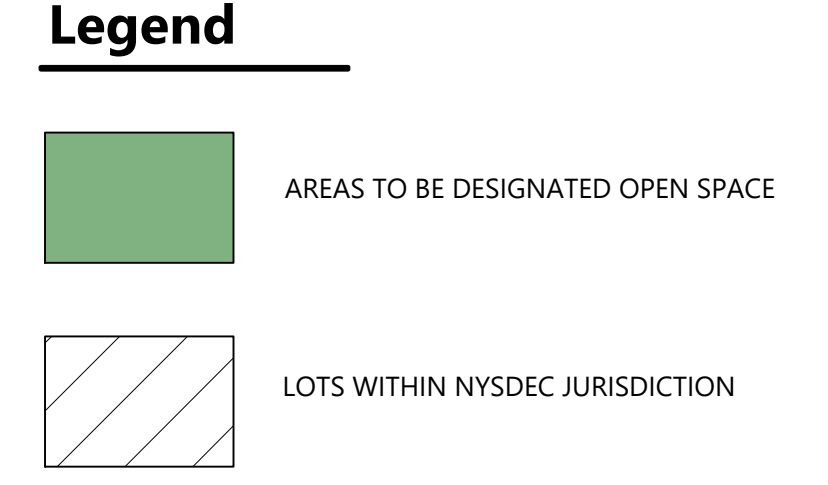 Legend
AREAS TO BE DESIGNATED OPEN SPACE
LOTS WITHIN NYSDEC JURISDICTION